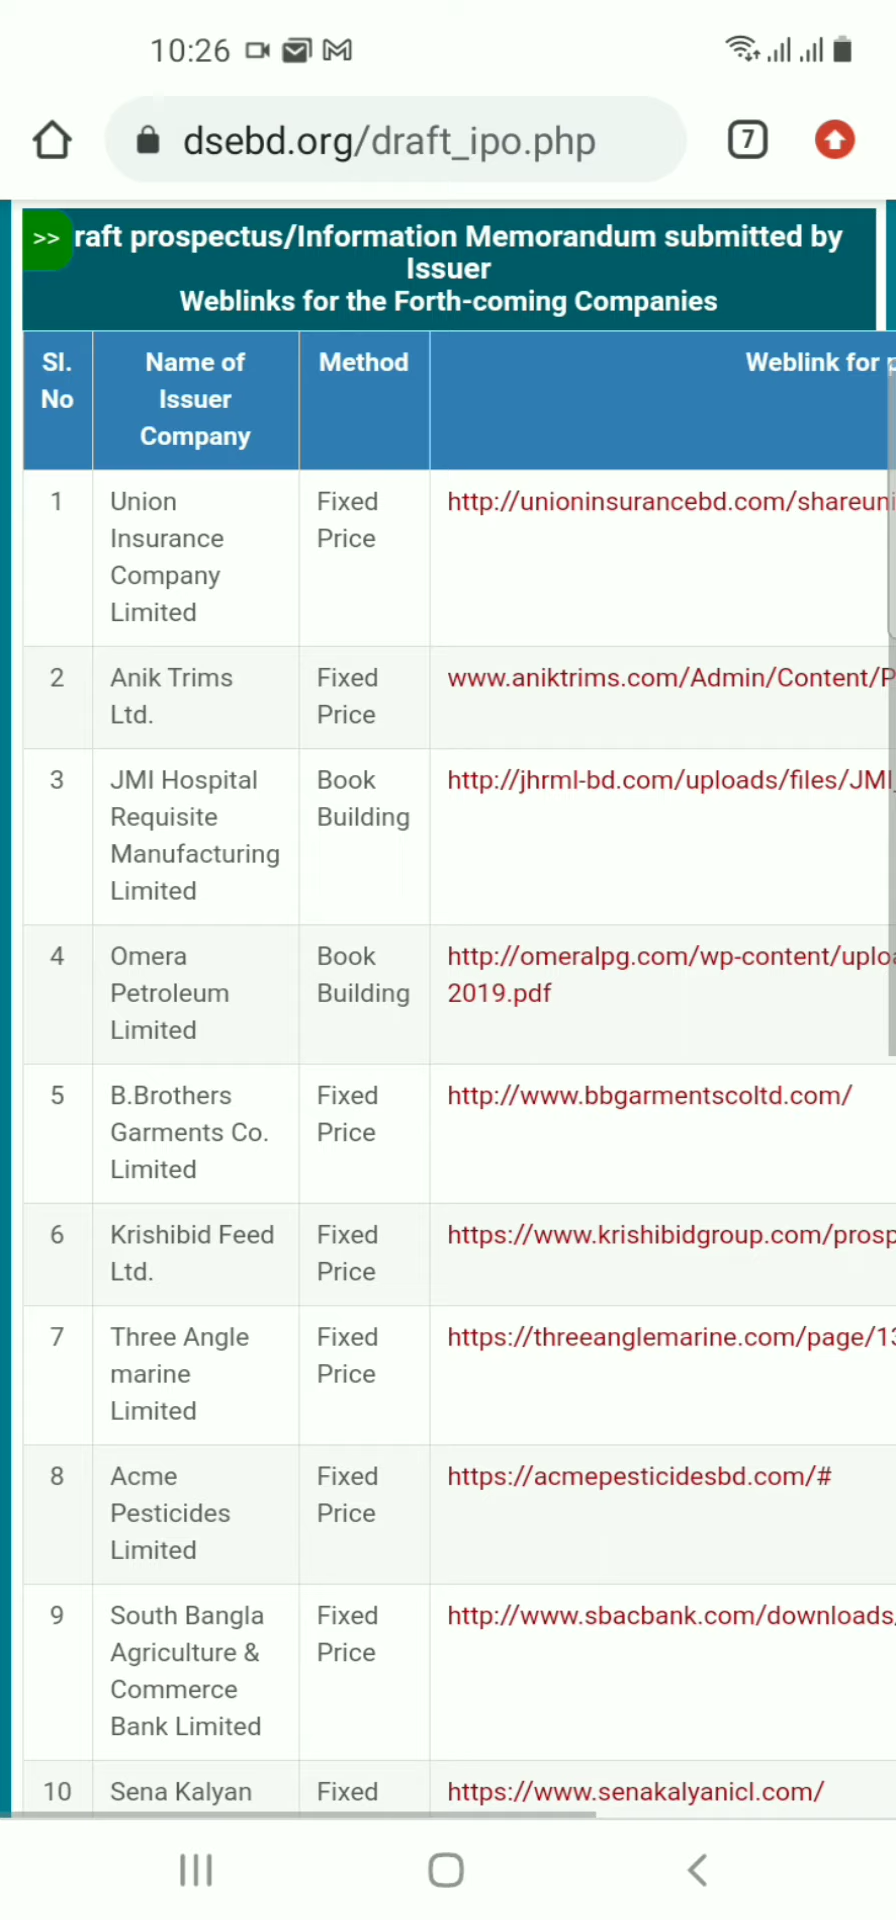 10:26
dsebd.org/draft_ipo.php
7
>> raft prospectus/Information Memorandum submitted by
Issuer
Weblinks for the Forth-coming Companies
Sl.
No
Name of
Issuer
Company
Method
Weblink for
1
Union
Insurance
Company
Limited
Fixed
Price
http://unioninsurancebd.com/shareuni
2
Anik Trims
Ltd.
Fixed
Price
www.aniktrims.com/Admin/Content/P
3
JMI Hospital
Requisite
Manufacturing
Limited
Book
Building
http://jhrml-bd.com/uploads/files/JMI_
4
Omera
Petroleum
Limited
Book
Building
http://omeralpg.com/wp-content/uploa
2019.pdf
5
B.Brothers
Garments Co.
Limited
Fixed
Price
http://www.bbgarmentscoltd.com/
6
Krishibid Feed
Ltd.
Fixed
Price
https://www.krishibidgroup.com/prosp
7
Three Angle
marine
Limited
Fixed
Price
https://threeanglemarine.com/page/13
8
Acme
Pesticides
Limited
Fixed
Price
https://acmepesticidesbd.com/#
9
South Bangla
Agriculture &
Commerce
Bank Limited
Fixed
Price
http://www.sbacbank.com/downloads/
10
Sena Kalyan
Fixed
https://www.senakalyanicl.com/